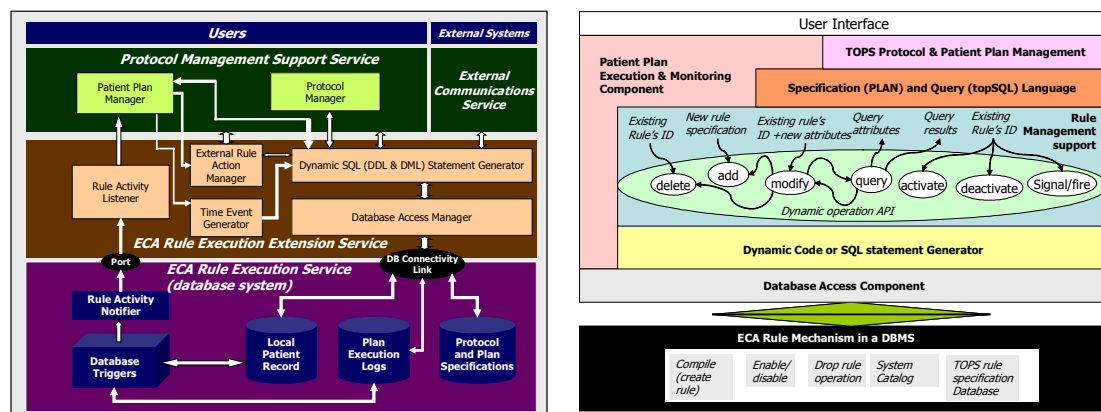 Users
External Systems
Protocol Management Support Service
Patient Plan
Manager
Protocol
Manager
External
Communications
Service
External Rule
Action
Manager
Dynamic SQL (DDL & DML) Statement Generator
Rule Activity
Listener
Time Event
Generator
Database Access Manager
ECA Rule Execution Extension Service
Port
DB Connectivity
Link
ECA Rule Execution Service
(database system)
Rule Activity
Notifier
Database
Triggers
Local
Patient
Record
Plan
Execution
Logs
Protocol
and Plan
Specifications
User Interface
TOPS Protocol & Patient Plan Management
Patient Plan
Execution & Monitoring
Component
Specification (PLAN) and Query (topSQL) Language
Existing
Rule's ID
New rule
specification
Existing rule's
ID +new attributes
Query
attributes
Query
results
Existing
Rule's ID
Rule
Management
support
delete
add
modify
query
activate
deactivate
Signal/fire
Dynamic operation API
Dynamic Code or SQL statement Generator
Database Access Component
ECA Rule Mechanism in a DBMS
Compile
(create
rule)
Enable/
disable
Drop rule
operation
System
Catalog
TOPS rule
specification
Database